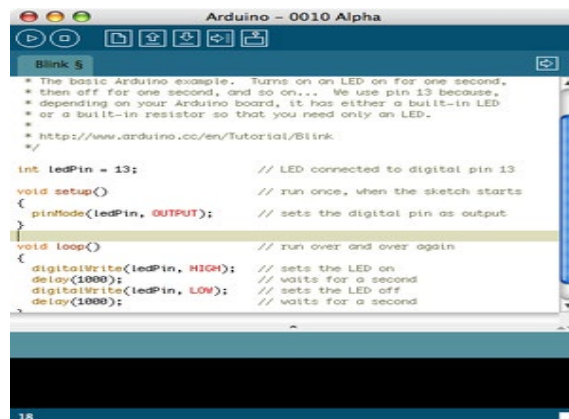 Arduino – 0010 Alpha
Blink §
* The basic Arduino example. Turns on an LED on for one second,
* then off for one second, and so on... We use pin 13 because,
* depending on your Arduino board, it has either a built-in LED
* or a built-in resistor so that you need only an LED.
*
* http://www.arduino.cc/en/Tutorial/Blink
*/
int ledPin = 13; // LED connected to digital pin 13
void setup() // run once, when the sketch starts
{
pinMode(ledPin, OUTPUT); // sets the digital pin as output
}
void loop() // run over and over again
{
digitalWrite(ledPin, HIGH); // sets the LED on
delay(1000); // waits for a second
digitalWrite(ledPin, LOW); // sets the LED off
delay(1000); // waits for a second
}
18